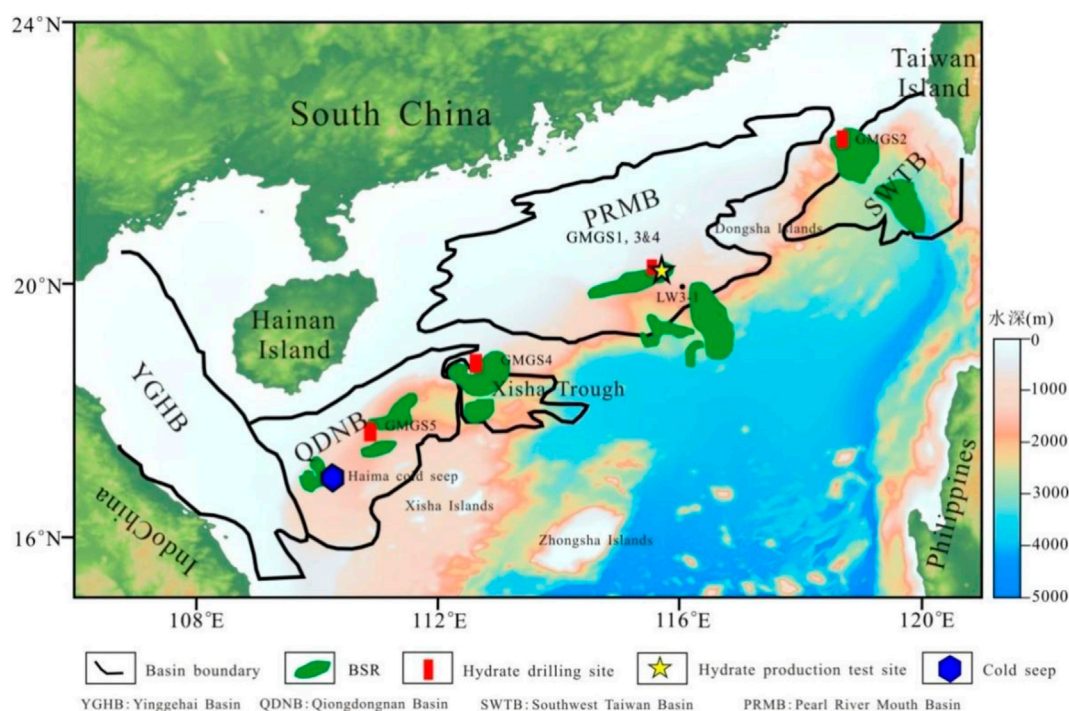 24°N
Taiwan
Island
South China
GMGS2
SWTB
PRMB
Dongsha Islands
GMGS1, 3&4
20°N
LW3-1
水深(m)
Hainan
Island
0
GMGS4
1000
Xisha Trough
YGHB
QDNB
GMGS5
2000
Haima cold seep
3000
Xisha Islands
IndoChina
Philippines
16°N
Zhongsha Islands
4000
5000
108°E
112°E
116°E
120°E
Basin boundary
BSR
Hydrate drilling site
Hydrate production test site
Cold seep
YGHB: Yinggehai Basin
QDNB: Qiongdongnan Basin
SWTB: Southwest Taiwan Basin
PRMB: Pearl River Mouth Basin